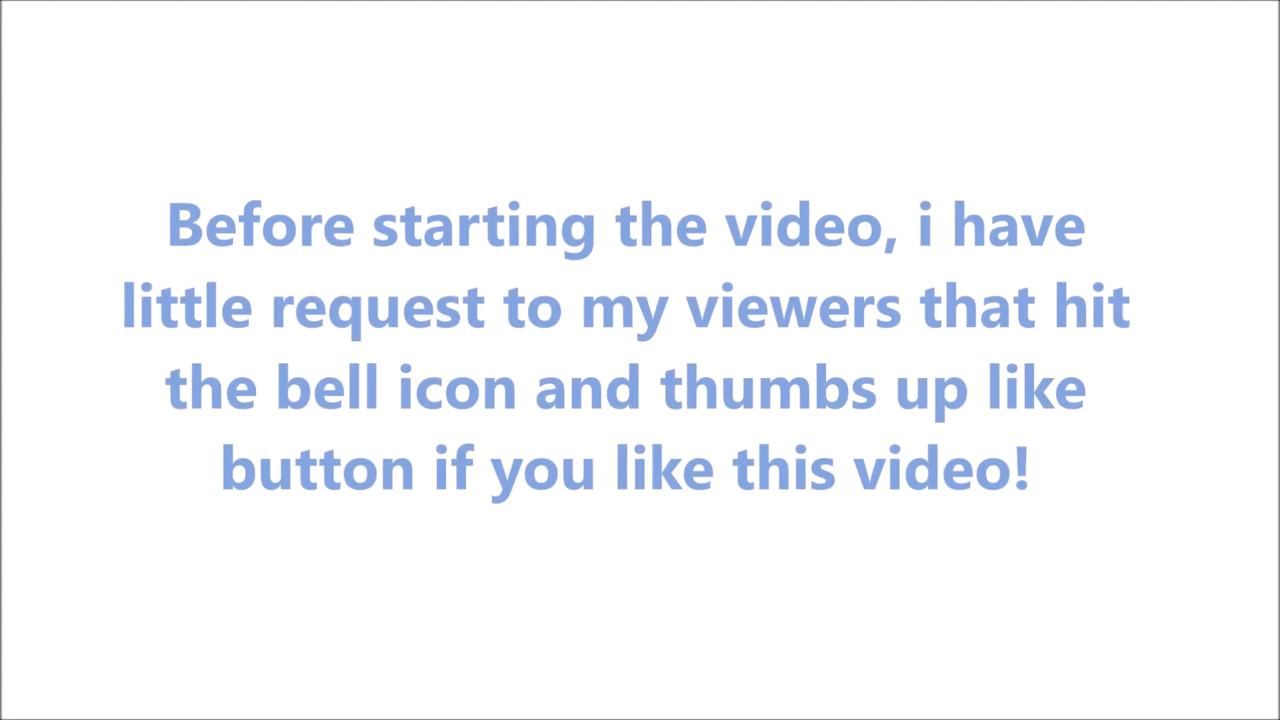 Before starting the video, i have
little request to my viewers that hit
the bell icon and thumbs up like
button if you like this video!